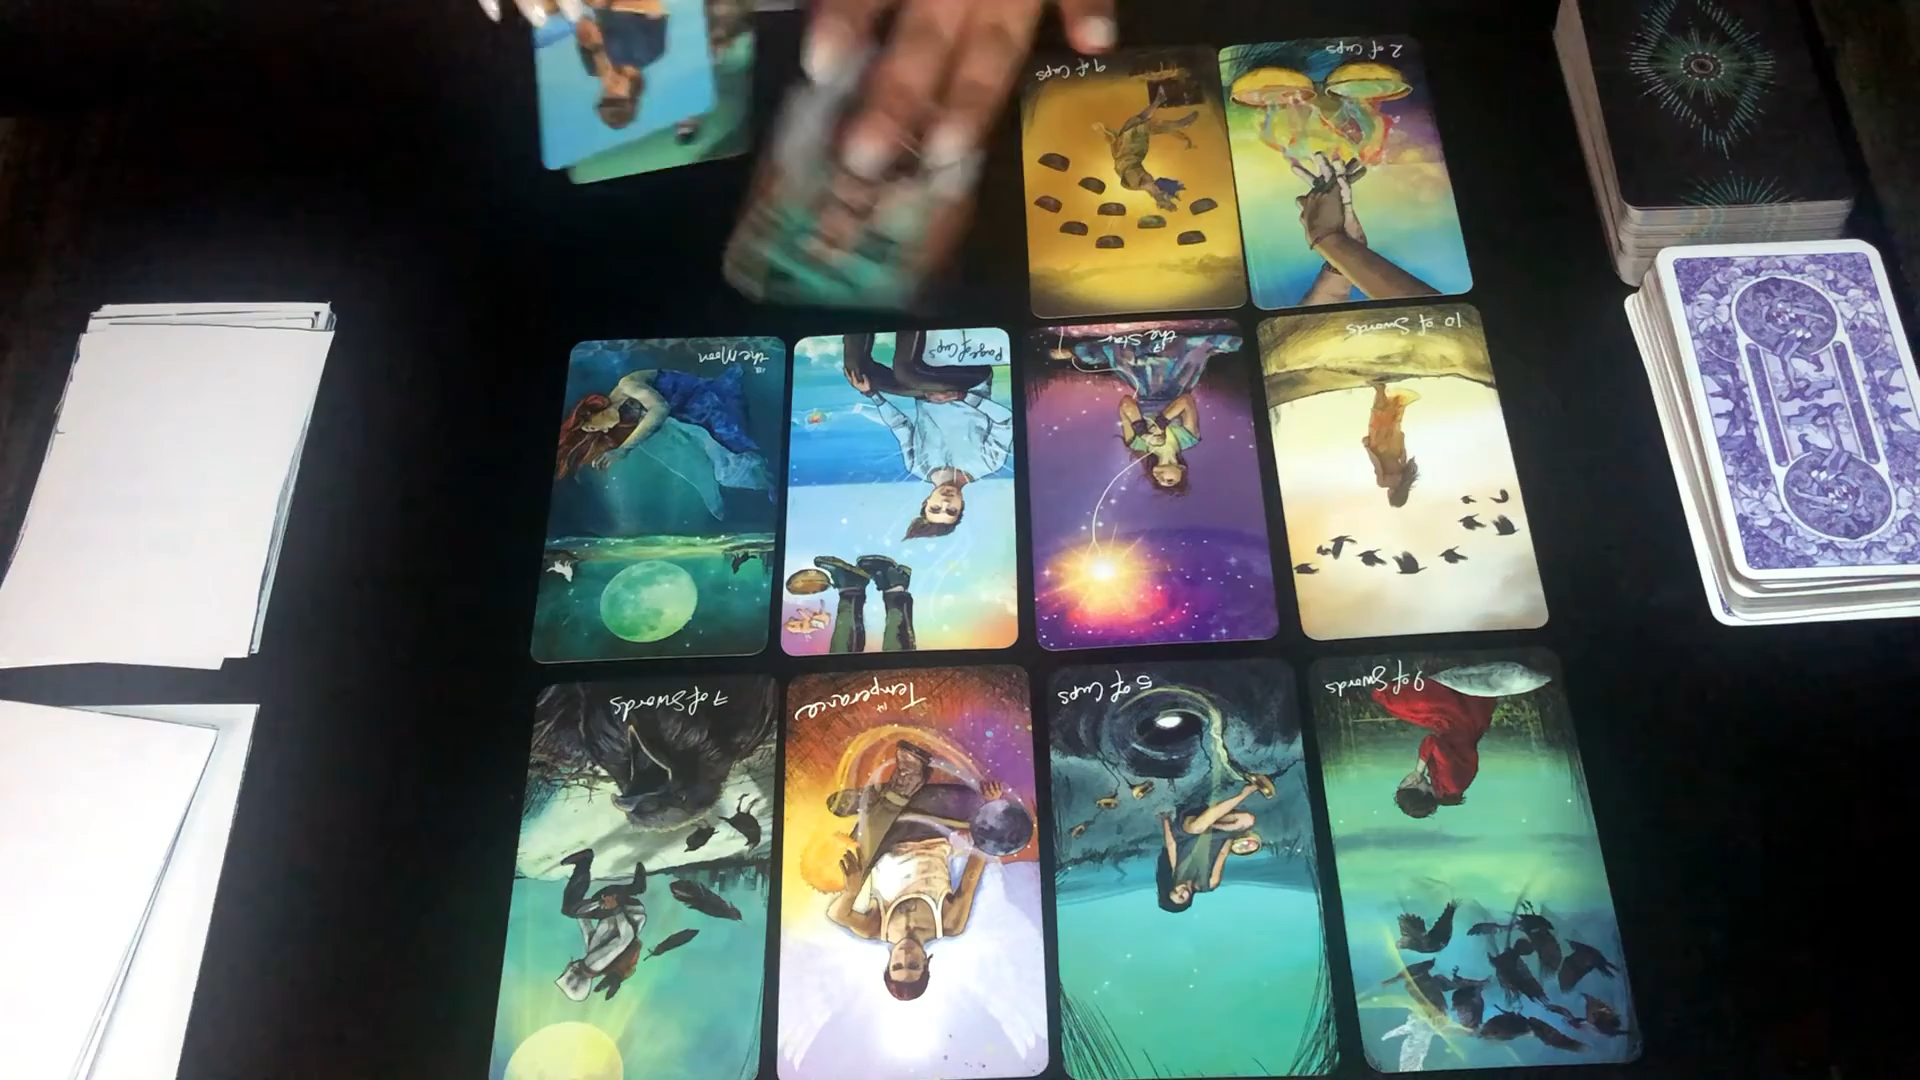 9 of Cups
2 of Cups
18
the Moon
Page of Cups
17
the Star
10 of Swords
7 of Swords
14
Temperance
5 of Cups
9 of Swords